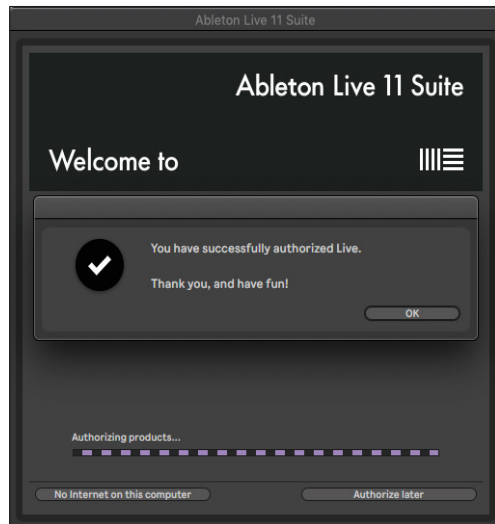 Ableton Live 11 Suite
Ableton Live 11 Suite
Welcome to
You have successfully authorized Live.
Thank you, and have fun!
OK
Authorizing products...
No Internet on this computer
Authorize later